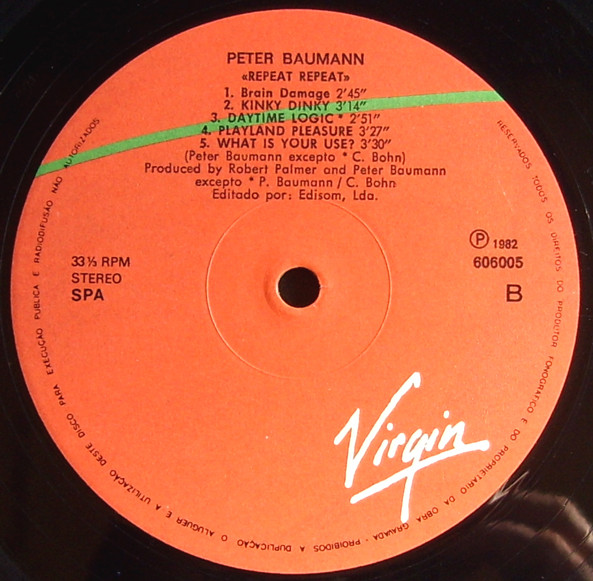 PETER BAUMANN
«REPEAT REPEAT»
1. Brain Damage 2′45″
2. KINKY DINKY 3′14″
3. DAYTIME LOGIC * 2′51″
4. PLAYLAND PLEASURE 3′27″
5. WHAT IS YOUR USE? 3′30″
(Peter Baumann excepto * C. Bohn)
Produced by Robert Palmer and Peter Baumann
excepto * P. Baumann / C. Bohn
Editado por: Edisom, Lda.
33⅓ RPM
STEREO
SPA
Ⓟ 1982
606005
B
Virgin
RESERVADOS TODOS OS DIREITOS DO PRODUTOR FONOGRÁFICO E DO PROPRIETÁRIO DA OBRA GRAVADA - PROIBIDOS A DUPLICAÇÃO O ALUGUER E A UTILIZAÇÃO DESTE DISCO PARA EXECUÇÃO PÚBLICA E RADIODIFUSÃO NÃO AUTORIZADOS